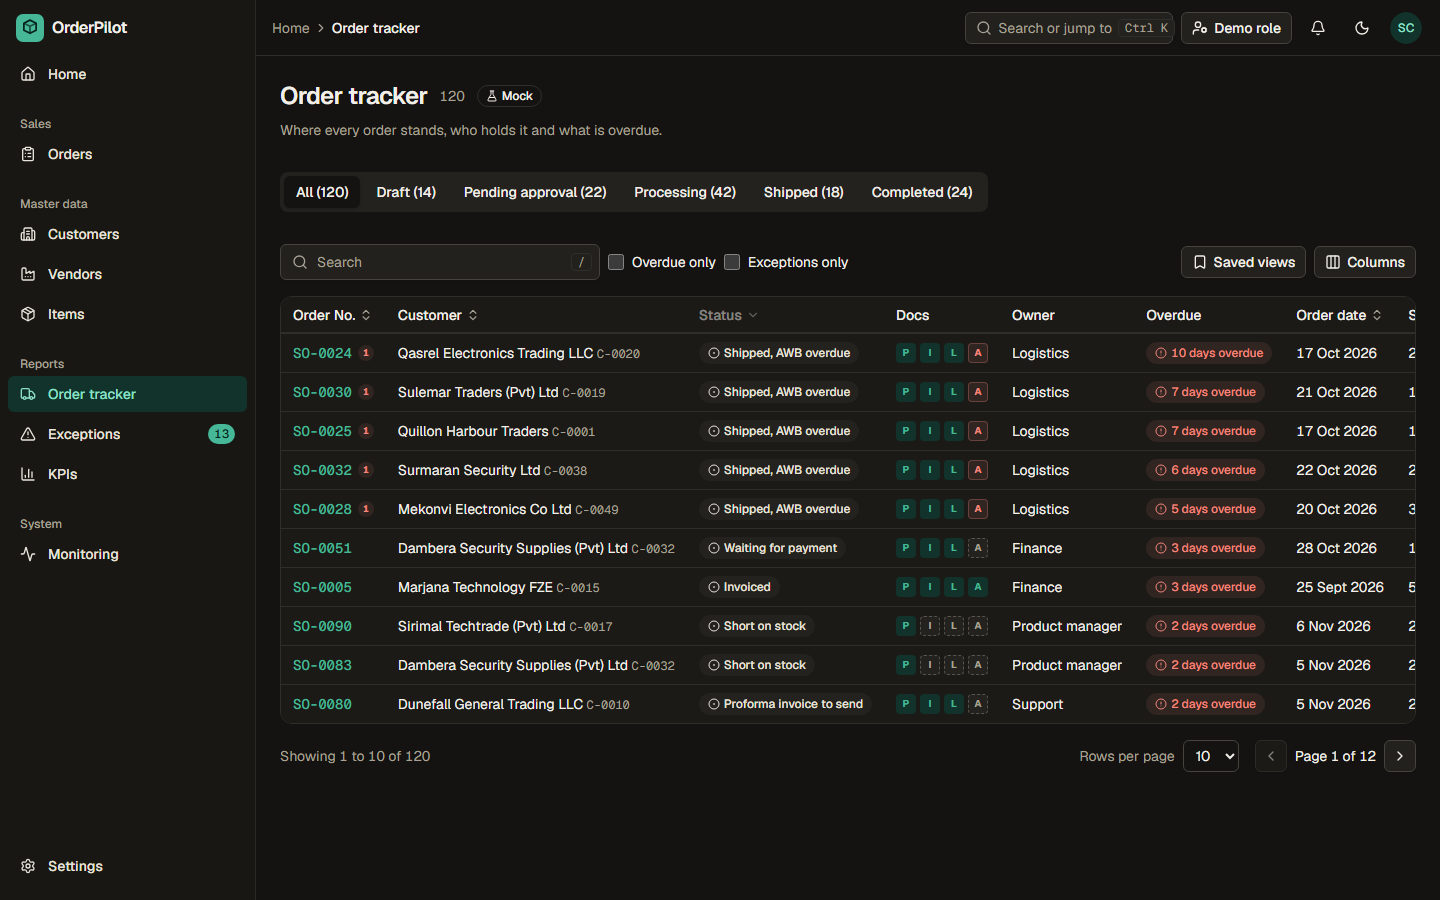 OrderPilot
Home
Sales
Orders
Master data
Customers
Vendors
Items
Reports
Order tracker
Exceptions 13
KPIs
System
Monitoring
Settings
Home > Order tracker
Search or jump to Ctrl K
Demo role
SC
Order tracker 120 Mock
Where every order stands, who holds it and what is overdue.
All (120) Draft (14) Pending approval (22) Processing (42) Shipped (18) Completed (24)
Search /
Overdue only Exceptions only
Saved views Columns
Order No. Customer Status Docs Owner Overdue Order date S
SO-0024 1 Qasrel Electronics Trading LLC C-0020 Shipped, AWB overdue P I L A Logistics 10 days overdue 17 Oct 2026 2
SO-0030 1 Sulemar Traders (Pvt) Ltd C-0019 Shipped, AWB overdue P I L A Logistics 7 days overdue 21 Oct 2026 1
SO-0025 1 Quillon Harbour Traders C-0001 Shipped, AWB overdue P I L A Logistics 7 days overdue 17 Oct 2026 1
SO-0032 1 Surmaran Security Ltd C-0038 Shipped, AWB overdue P I L A Logistics 6 days overdue 22 Oct 2026 2
SO-0028 1 Mekonvi Electronics Co Ltd C-0049 Shipped, AWB overdue P I L A Logistics 5 days overdue 20 Oct 2026 3
SO-0051 Dambera Security Supplies (Pvt) Ltd C-0032 Waiting for payment P I L A Finance 3 days overdue 28 Oct 2026 1
SO-0005 Marjana Technology FZE C-0015 Invoiced P I L A Finance 3 days overdue 25 Sept 2026 5
SO-0090 Sirimal Techtrade (Pvt) Ltd C-0017 Short on stock P I L A Product manager 2 days overdue 6 Nov 2026 2
SO-0083 Dambera Security Supplies (Pvt) Ltd C-0032 Short on stock P I L A Product manager 2 days overdue 5 Nov 2026 2
SO-0080 Dunefall General Trading LLC C-0010 Proforma invoice to send P I L A Support 2 days overdue 5 Nov 2026 2
Showing 1 to 10 of 120
Rows per page 10 Page 1 of 12